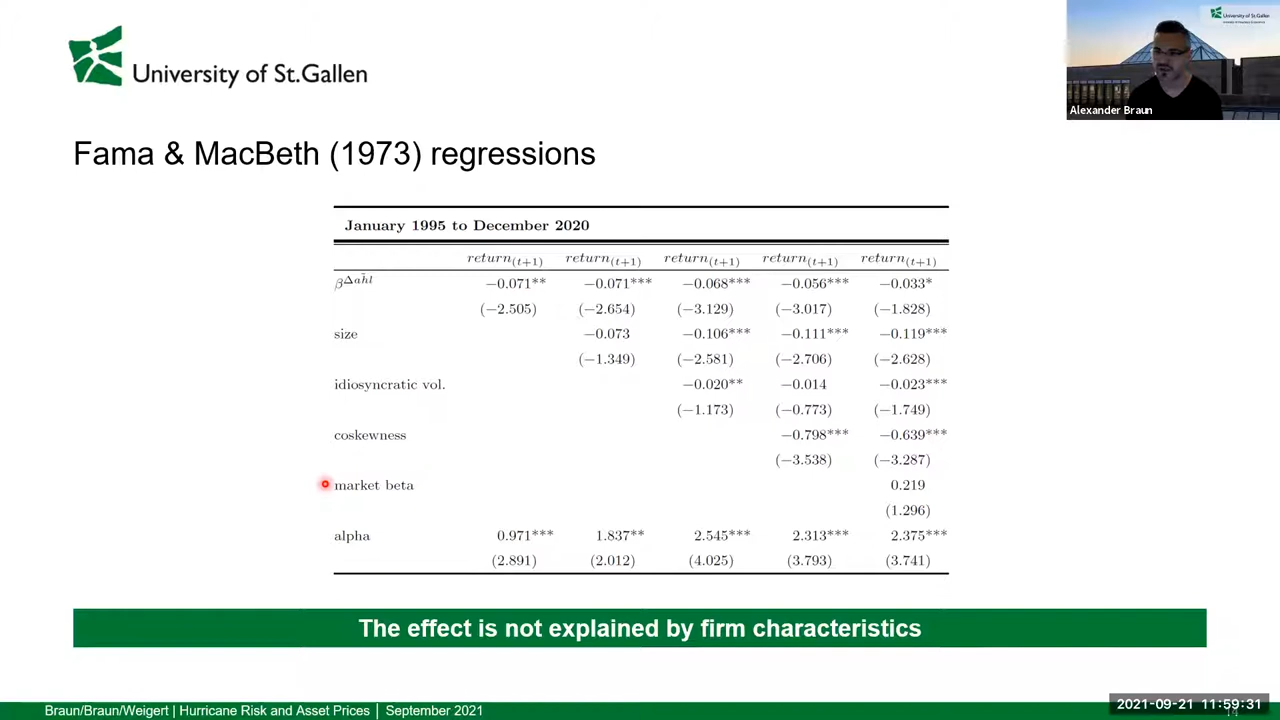 University of St.Gallen
University of St.Gallen
Alexander Braun
Fama & MacBeth (1973) regressions
January 1995 to December 2020
return(t+1) return(t+1) return(t+1) return(t+1) return(t+1)
β^Δah̃l −0.071** −0.071*** −0.068*** −0.056*** −0.033*
(−2.505) (−2.654) (−3.129) (−3.017) (−1.828)
size −0.073 −0.106*** −0.111*** −0.119***
(−1.349) (−2.581) (−2.706) (−2.628)
idiosyncratic vol. −0.020** −0.014 −0.023***
(−1.173) (−0.773) (−1.749)
coskewness −0.798*** −0.639***
(−3.538) (−3.287)
market beta 0.219
(1.296)
alpha 0.971*** 1.837** 2.545*** 2.313*** 2.375***
(2.891) (2.012) (4.025) (3.793) (3.741)
The effect is not explained by firm characteristics
Braun/Braun/Weigert | Hurricane Risk and Asset Prices | September 2021
2021-09-21 11:59:31